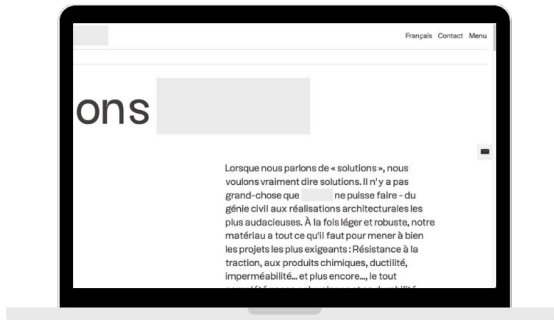 Français Contact Menu
ons
Lorsque nous parlons de « solutions », nous
voulons vraiment dire solutions. Il n'y a pas
grand-chose que ne puisse faire - du
génie civil aux réalisations architecturales les
plus audacieuses. À la fois léger et robuste, notre
matériau a tout ce qu'il faut pour mener à bien
les projets les plus exigeants : Résistance à la
traction, aux produits chimiques, ductilité,
imperméabilité... et plus encore..., le tout